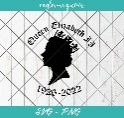 Queen Elizabeth II
1926-2022
SVG - PNG